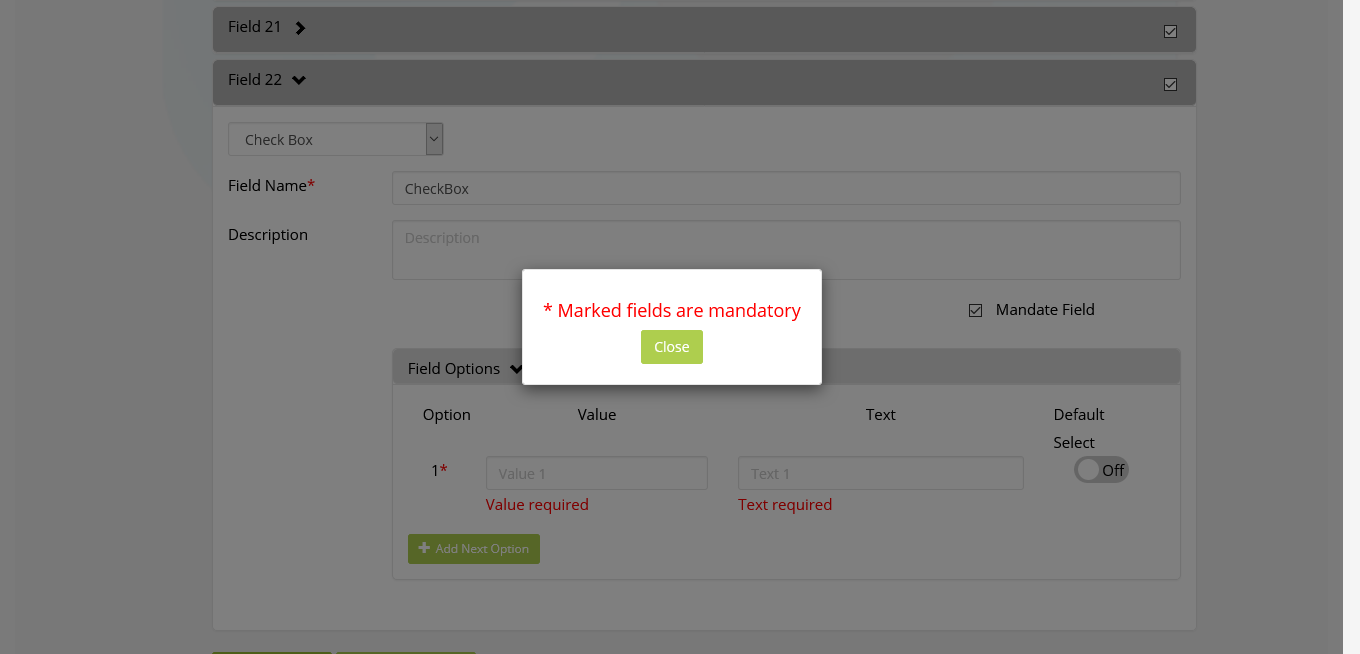 Field 21
Field 22
Check Box
Field Name*
CheckBox
Description
Description
* Marked fields are mandatory
Close
Mandate Field
Field Options
Option Value Text Default Select
1* Value 1 Text 1 Off
Value required Text required
Add Next Option